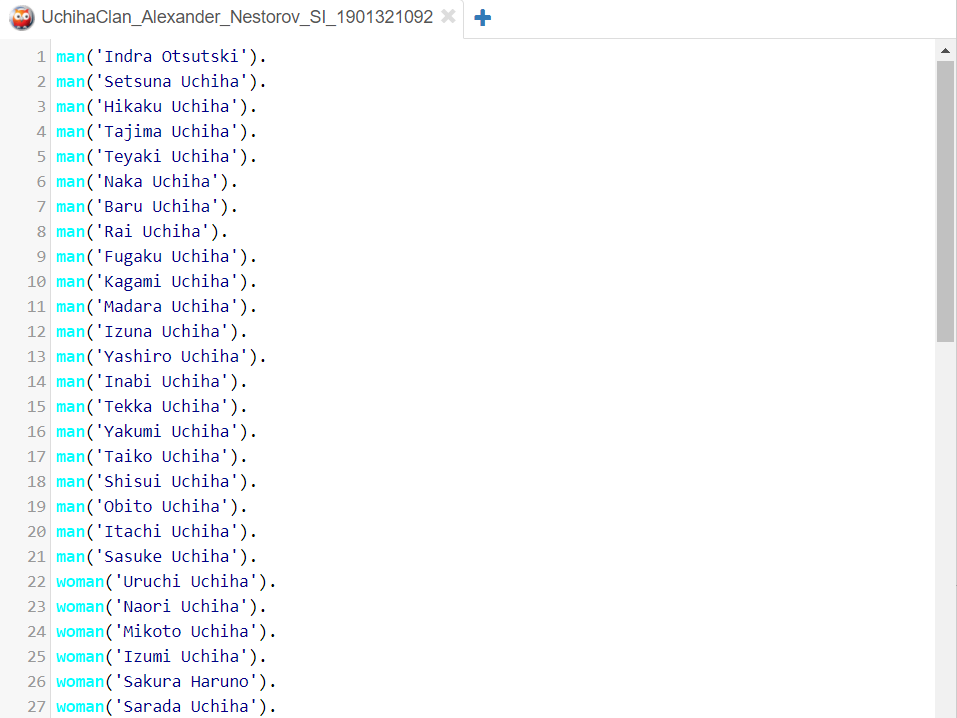 UchihaClan_Alexander_Nestorov_SI_1901321092
1 man('Indra Otsutski').
2 man('Setsuna Uchiha').
3 man('Hikaku Uchiha').
4 man('Tajima Uchiha').
5 man('Teyaki Uchiha').
6 man('Naka Uchiha').
7 man('Baru Uchiha').
8 man('Rai Uchiha').
9 man('Fugaku Uchiha').
10 man('Kagami Uchiha').
11 man('Madara Uchiha').
12 man('Izuna Uchiha').
13 man('Yashiro Uchiha').
14 man('Inabi Uchiha').
15 man('Tekka Uchiha').
16 man('Yakumi Uchiha').
17 man('Taiko Uchiha').
18 man('Shisui Uchiha').
19 man('Obito Uchiha').
20 man('Itachi Uchiha').
21 man('Sasuke Uchiha').
22 woman('Uruchi Uchiha').
23 woman('Naori Uchiha').
24 woman('Mikoto Uchiha').
25 woman('Izumi Uchiha').
26 woman('Sakura Haruno').
27 woman('Sarada Uchiha').